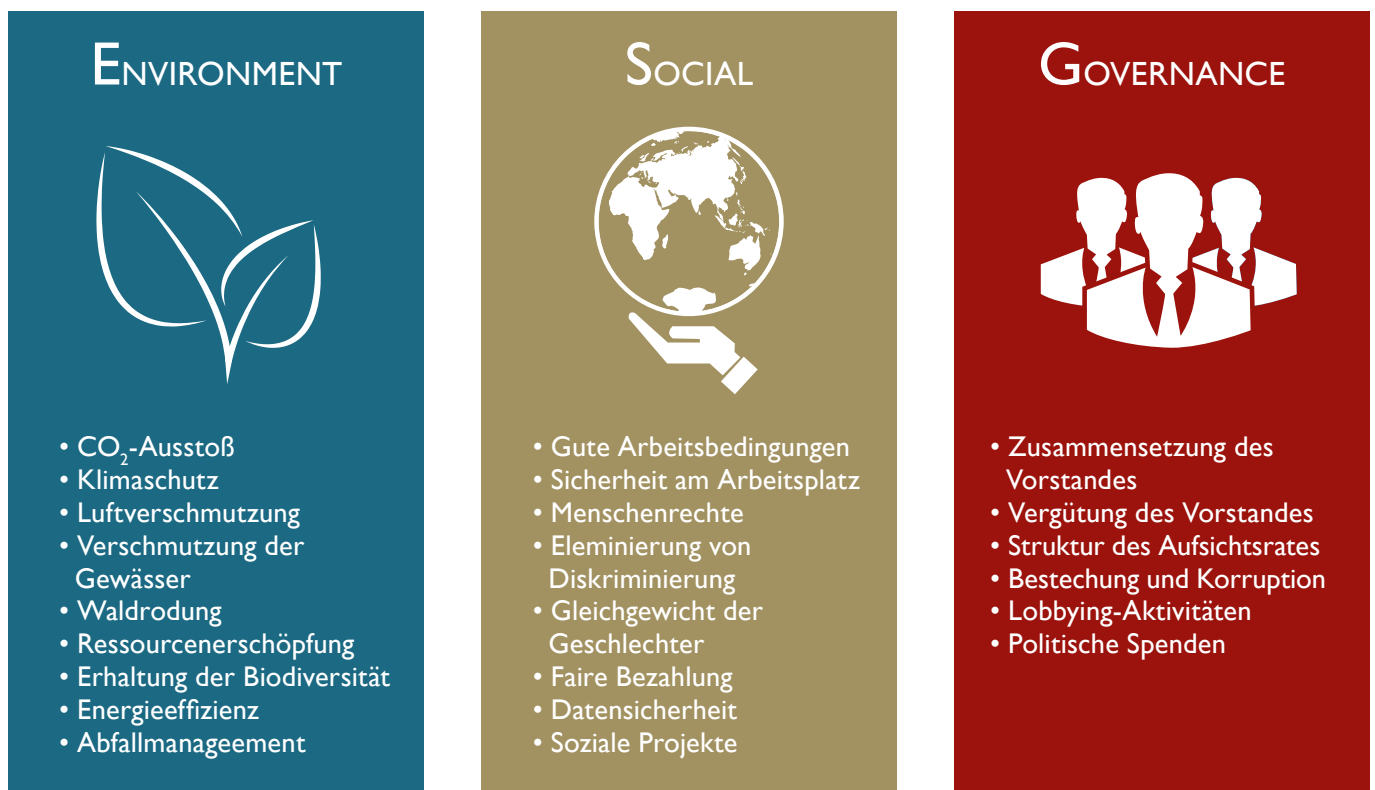 ENVIRONMENT
• CO₂-Ausstoß
• Klimaschutz
• Luftverschmutzung
• Verschmutzung der
Gewässer
• Waldrodung
• Ressourcenerschöpfung
• Erhaltung der Biodiversität
• Energieeffizienz
• Abfallmanageement
SOCIAL
• Gute Arbeitsbedingungen
• Sicherheit am Arbeitsplatz
• Menschenrechte
• Eleminierung von
Diskriminierung
• Gleichgewicht der
Geschlechter
• Faire Bezahlung
• Datensicherheit
• Soziale Projekte
GOVERNANCE
• Zusammensetzung des
Vorstandes
• Vergütung des Vorstandes
• Struktur des Aufsichtsrates
• Bestechung und Korruption
• Lobbying-Aktivitäten
• Politische Spenden